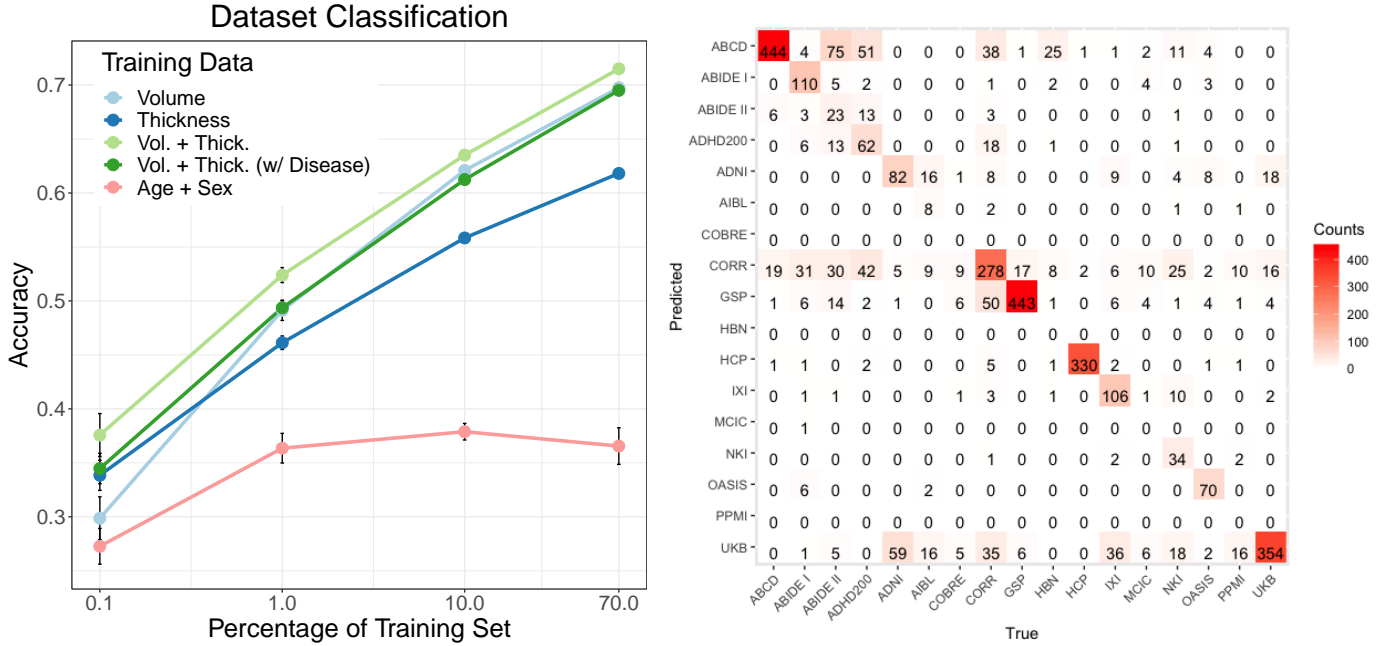 Dataset Classification
Training Data
Volume
Thickness
Vol. + Thick.
Vol. + Thick. (w/ Disease)
Age + Sex
Accuracy
0.7
0.6
0.5
0.4
0.3
0.1 1.0 10.0 70.0
Percentage of Training Set
Predicted
ABCD 444 4 75 51 0 0 0 38 1 25 1 1 2 11 4 0 0
ABIDE I 0 110 5 2 0 0 0 1 0 2 0 0 4 0 3 0 0
ABIDE II 6 3 23 13 0 0 0 3 0 0 0 0 0 1 0 0 0
ADHD200 0 6 13 62 0 0 0 18 0 1 0 0 0 1 0 0 0
ADNI 0 0 0 0 82 16 1 8 0 0 0 9 0 4 8 0 18
AIBL 0 0 0 0 0 8 0 2 0 0 0 0 0 1 0 1 0
COBRE 0 0 0 0 0 0 0 0 0 0 0 0 0 0 0 0 0
CORR 19 31 30 42 5 9 9 278 17 8 2 6 10 25 2 10 16
GSP 1 6 14 2 1 0 6 50 443 1 0 6 4 1 4 1 4
HBN 0 0 0 0 0 0 0 0 0 0 0 0 0 0 0 0 0
HCP 1 1 0 2 0 0 0 5 0 1 330 2 0 0 1 1 0
IXI 0 1 1 0 0 0 1 3 0 1 0 106 1 10 0 0 2
MCIC 0 1 0 0 0 0 0 0 0 0 0 0 0 0 0 0 0
NKI 0 0 0 0 0 0 0 1 0 0 0 2 0 34 0 2 0
OASIS 0 6 0 0 0 2 0 0 0 0 0 0 0 0 70 0 0
PPMI 0 0 0 0 0 0 0 0 0 0 0 0 0 0 0 0 0
UKB 0 1 5 0 59 16 5 35 6 0 0 36 6 18 2 16 354
ABCD ABIDE I ABIDE II ADHD200 ADNI AIBL COBRE CORR GSP HBN HCP IXI MCIC NKI OASIS PPMI UKB
True
Counts
400
300
200
100
0